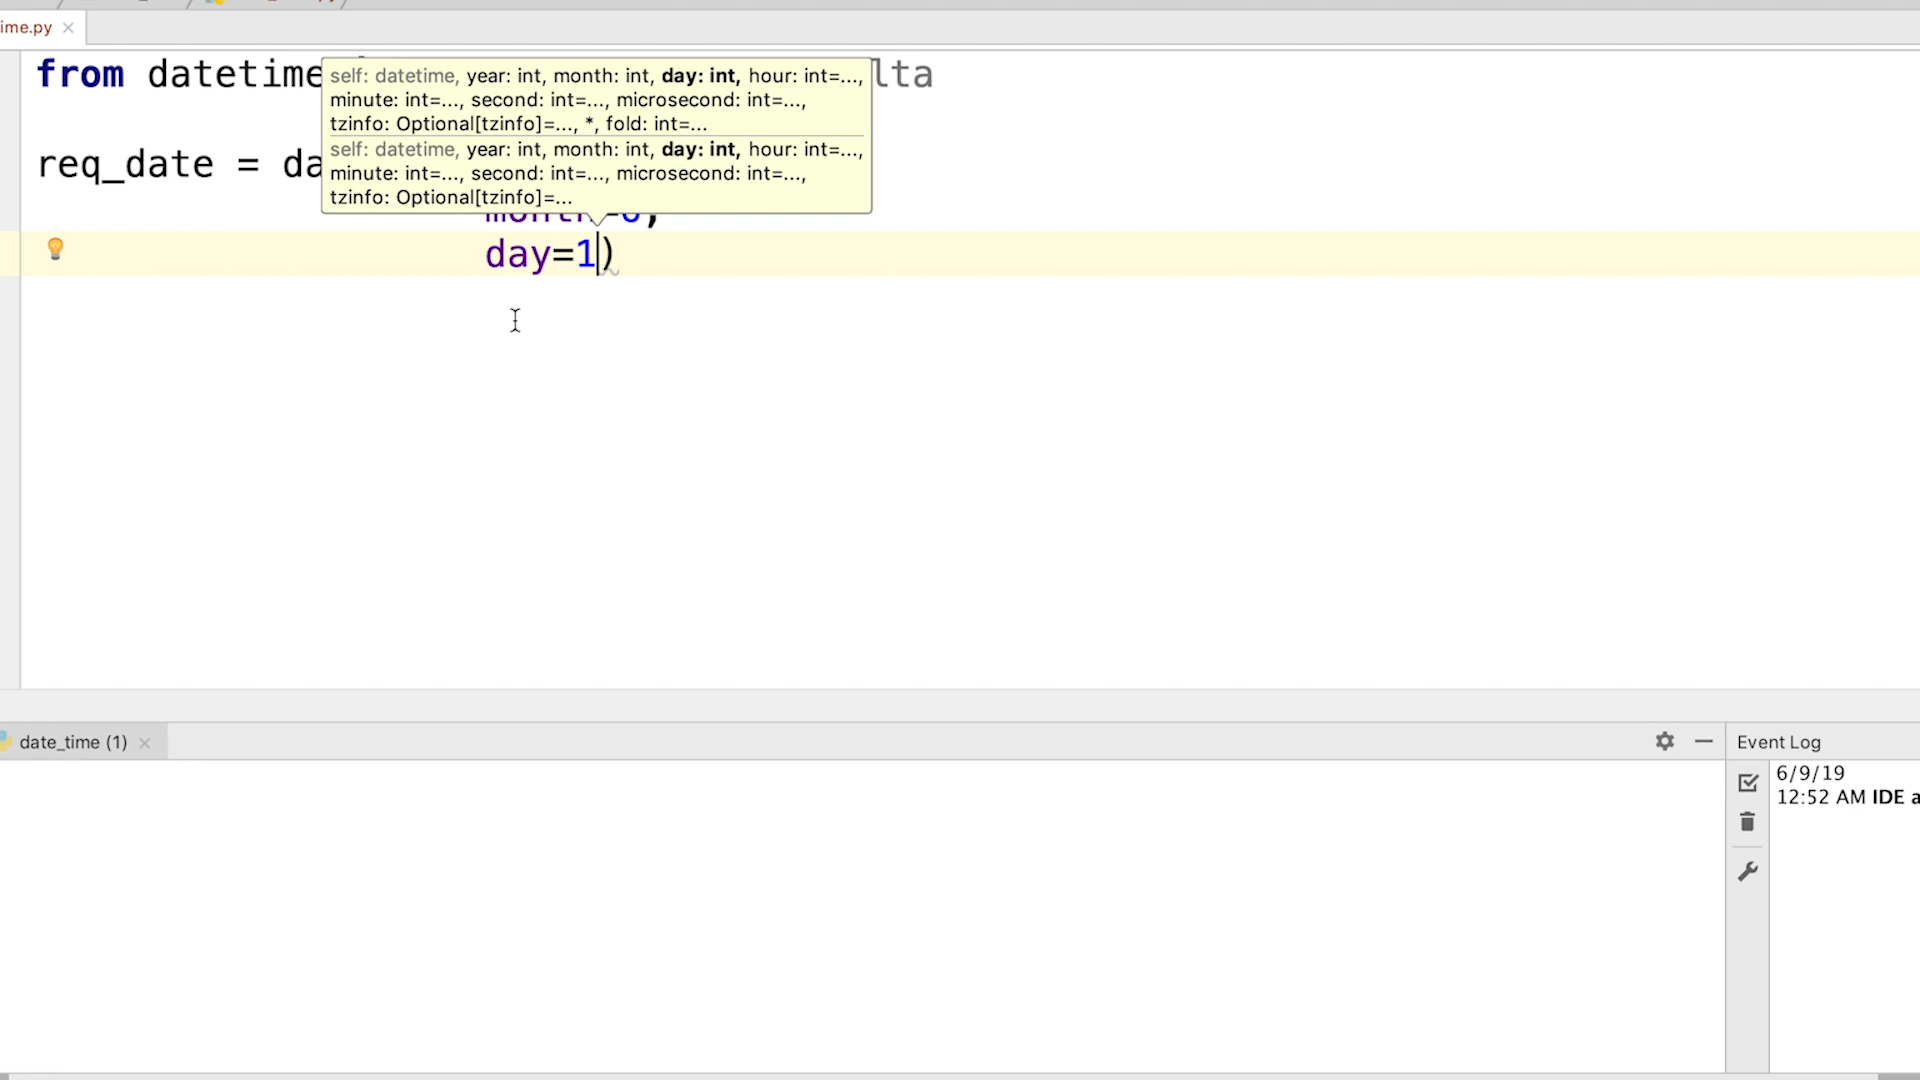 ime.py
from datetime lta
self: datetime, year: int, month: int, day: int, hour: int=...,
minute: int=..., second: int=..., microsecond: int=...,
tzinfo: Optional[tzinfo]=..., *, fold: int=...
self: datetime, year: int, month: int, day: int, hour: int=...,
minute: int=..., second: int=..., microsecond: int=...,
tzinfo: Optional[tzinfo]=...
req_date = da
day=1)
date_time (1)
Event Log
6/9/19
12:52 AM IDE a